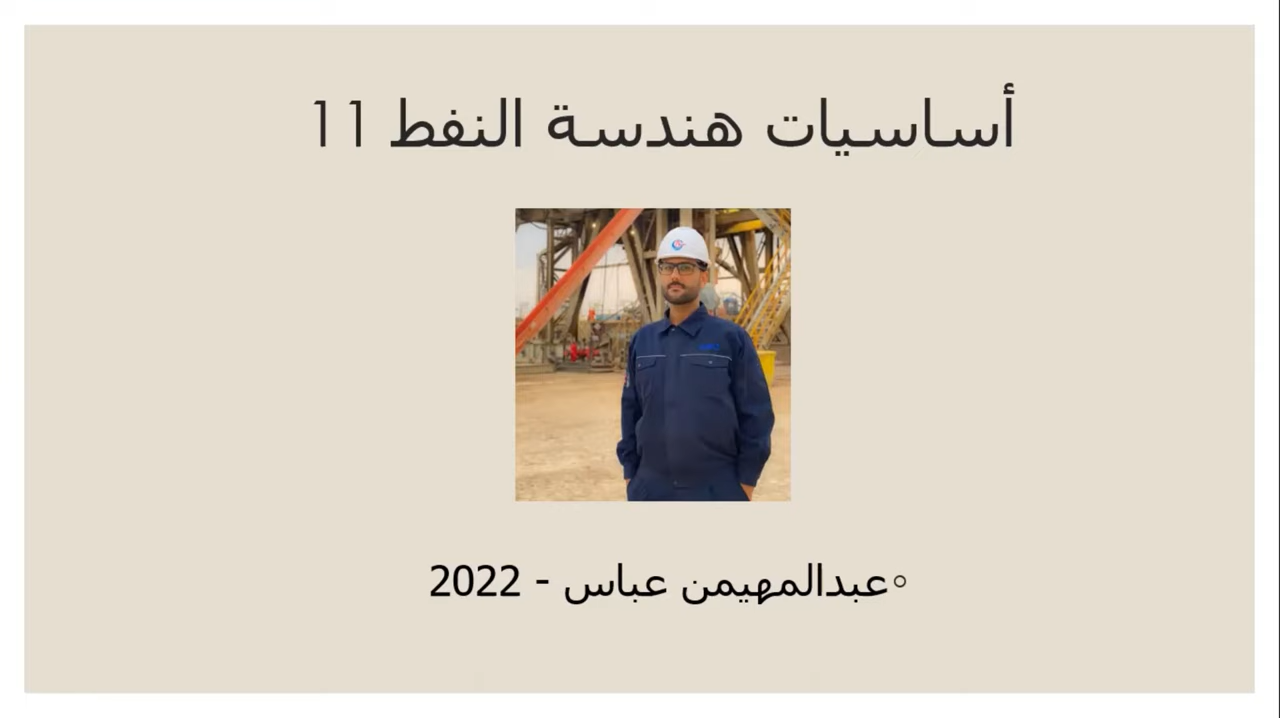 أساسيات هندسة النفط 11
◦عبدالمهيمن عباس - 2022